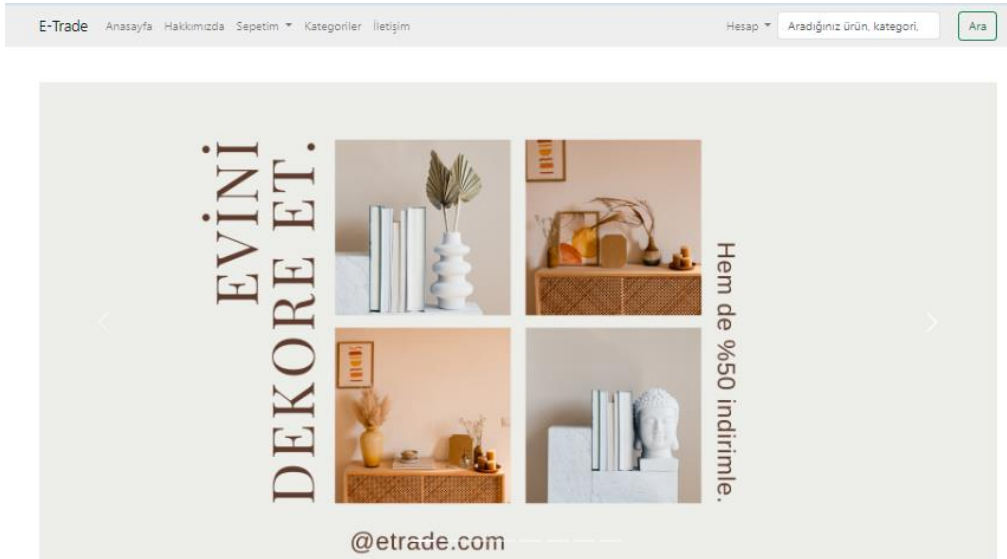 E-Trade Anasayfa Hakkımızda Sepetim Kategoriler İletişim Hesap Aradığınız ürün, kategori, Ara
EVİNİ
DEKORE ET.
Hem de %50 indirimle.
@etrade.com